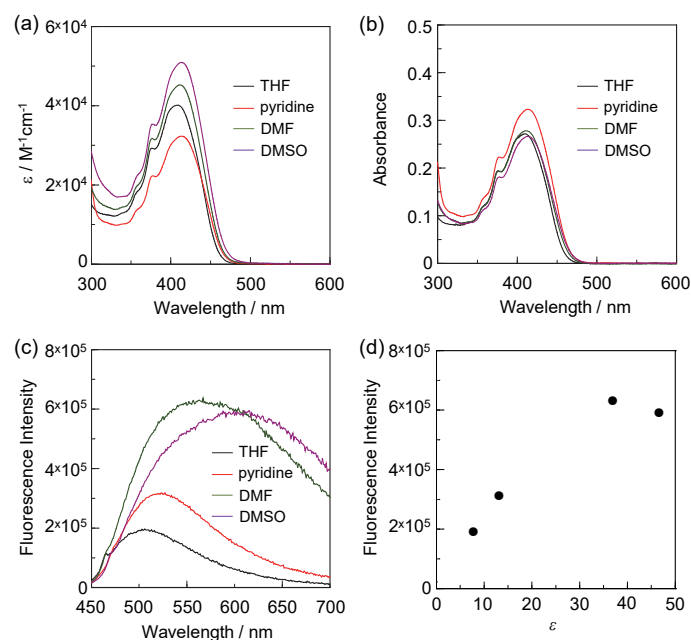 (a)
6×10⁴
4×10⁴
2×10⁴
0
ε / M⁻¹cm⁻¹
THF
pyridine
DMF
DMSO
300 400 500 600
Wavelength / nm
(b)
0.5
0.4
0.3
0.2
0.1
0
Absorbance
THF
pyridine
DMF
DMSO
300 400 500 600
Wavelength / nm
(c)
8×10⁵
6×10⁵
4×10⁵
2×10⁵
0
Fluorescence Intensity
THF
pyridine
DMF
DMSO
450 500 550 600 650 700
Wavelength / nm
(d)
8×10⁵
6×10⁵
4×10⁵
2×10⁵
0
Fluorescence Intensity
0 10 20 30 40 50
ε